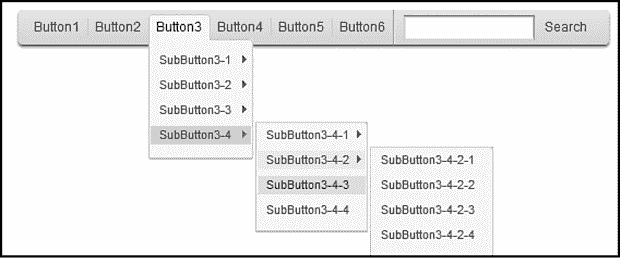 Button1 Button2 Button3 Button4 Button5 Button6 Search
SubButton3-1
SubButton3-2
SubButton3-3
SubButton3-4
SubButton3-4-1
SubButton3-4-2
SubButton3-4-3
SubButton3-4-4
SubButton3-4-2-1
SubButton3-4-2-2
SubButton3-4-2-3
SubButton3-4-2-4